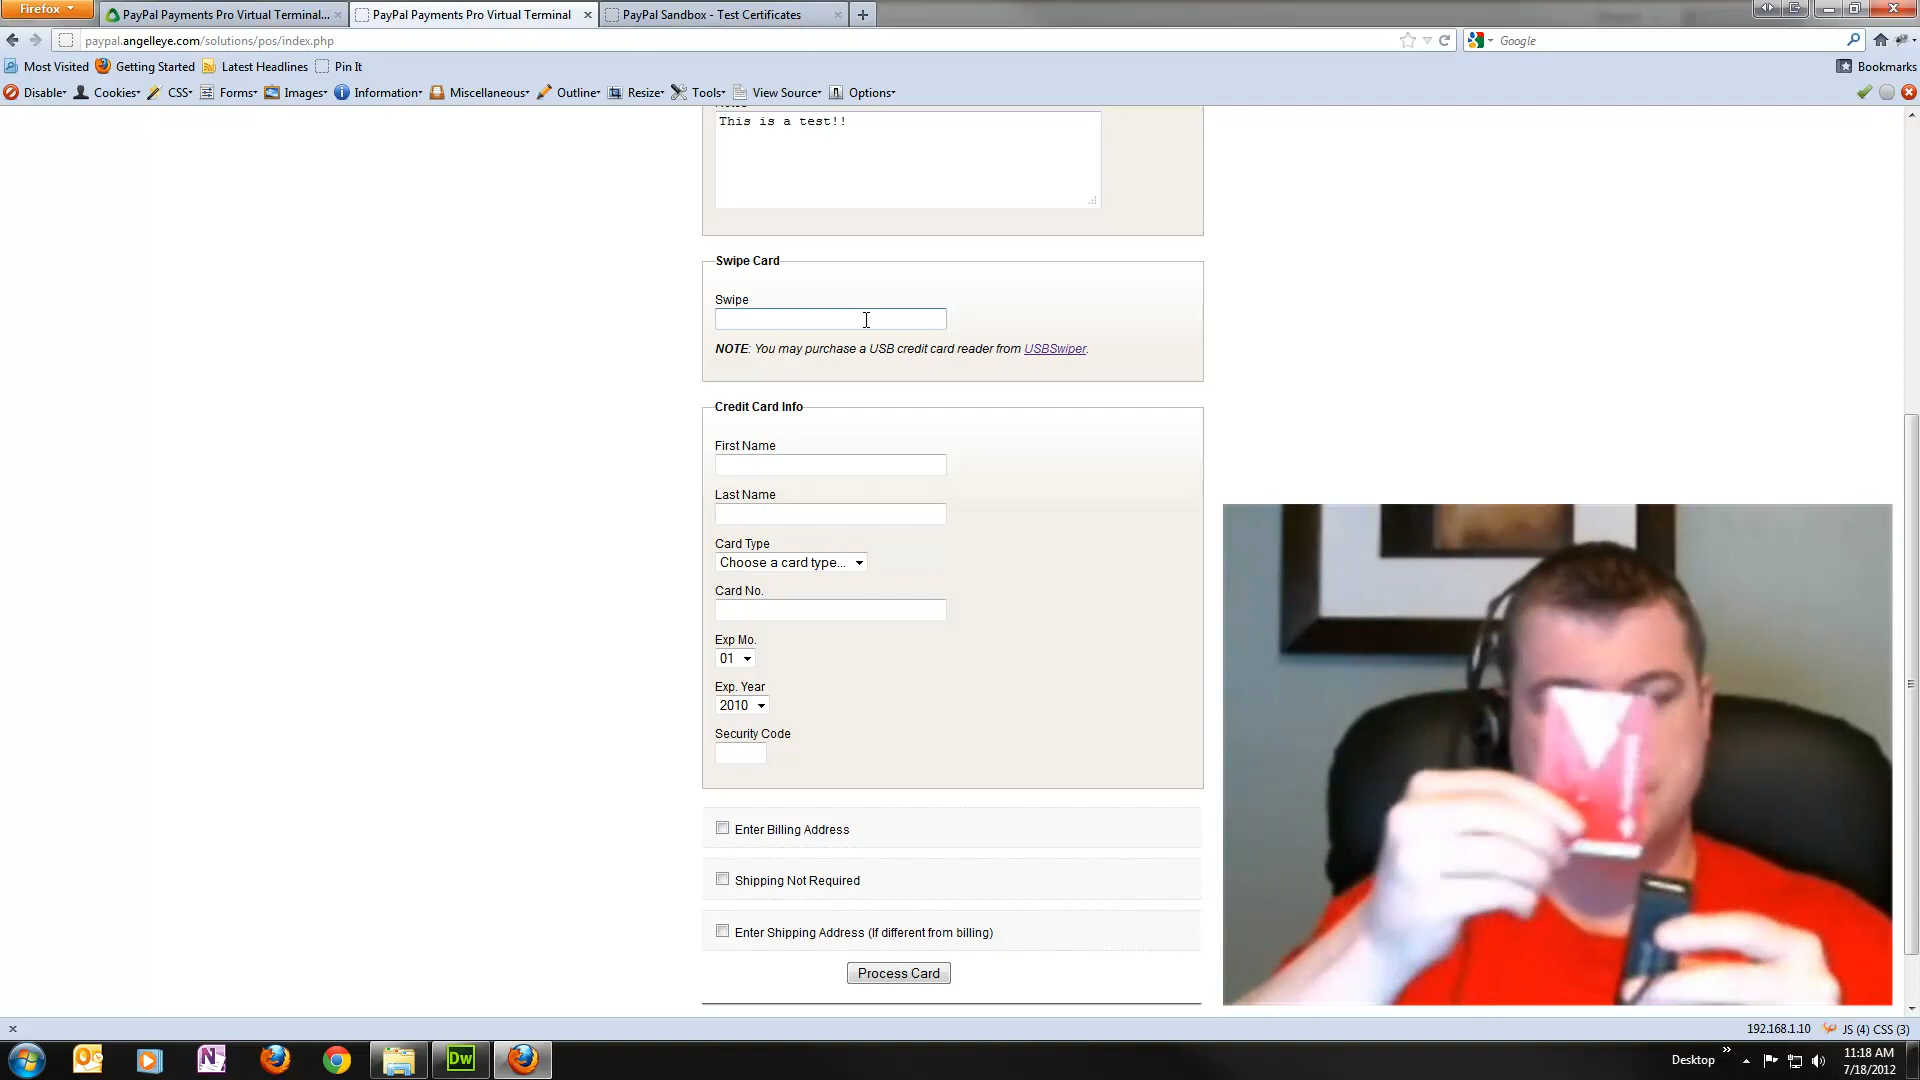 Firefox
PayPal Payments Pro Virtual Terminal...
PayPal Payments Pro Virtual Terminal
PayPal Sandbox - Test Certificates
paypal.angelleye.com/solutions/pos/index.php
Google
Most Visited
Getting Started
Latest Headlines
Pin It
Bookmarks
Disable
Cookies
CSS
Forms
Images
Information
Miscellaneous
Outline
Resize
Tools
View Source
Options
This is a test!!
Swipe Card
Swipe
NOTE: You may purchase a USB credit card reader from USBSwiper.
Credit Card Info
First Name
Last Name
Card Type
Choose a card type...
Card No.
Exp Mo.
01
Exp. Year
2010
Security Code
Enter Billing Address
Shipping Not Required
Enter Shipping Address (If different from billing)
Process Card
192.168.1.10
JS (4) CSS (3)
Dw
Desktop
11:18 AM
7/18/2012